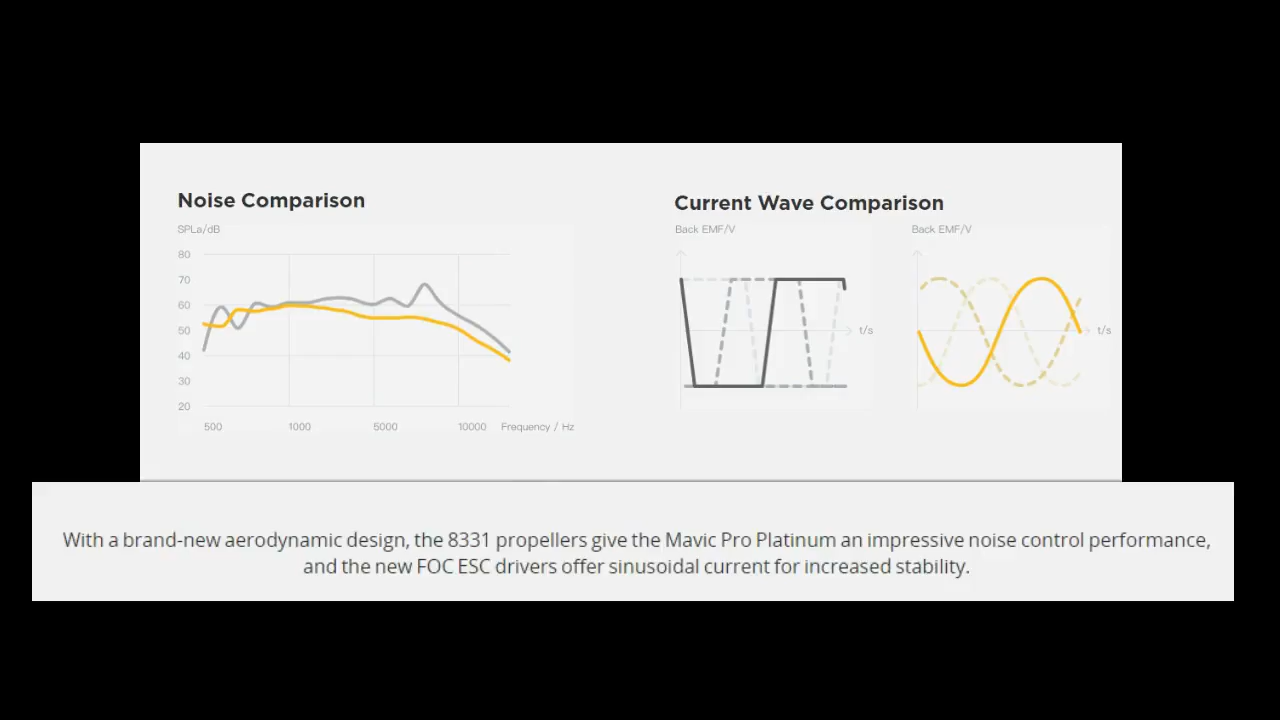 Noise Comparison
SPLa/dB
80
70
60
50
40
30
20
500 1000 5000 10000 Frequency / Hz
Current Wave Comparison
Back EMF/V
t/s
Back EMF/V
t/s
With a brand-new aerodynamic design, the 8331 propellers give the Mavic Pro Platinum an impressive noise control performance,
and the new FOC ESC drivers offer sinusoidal current for increased stability.